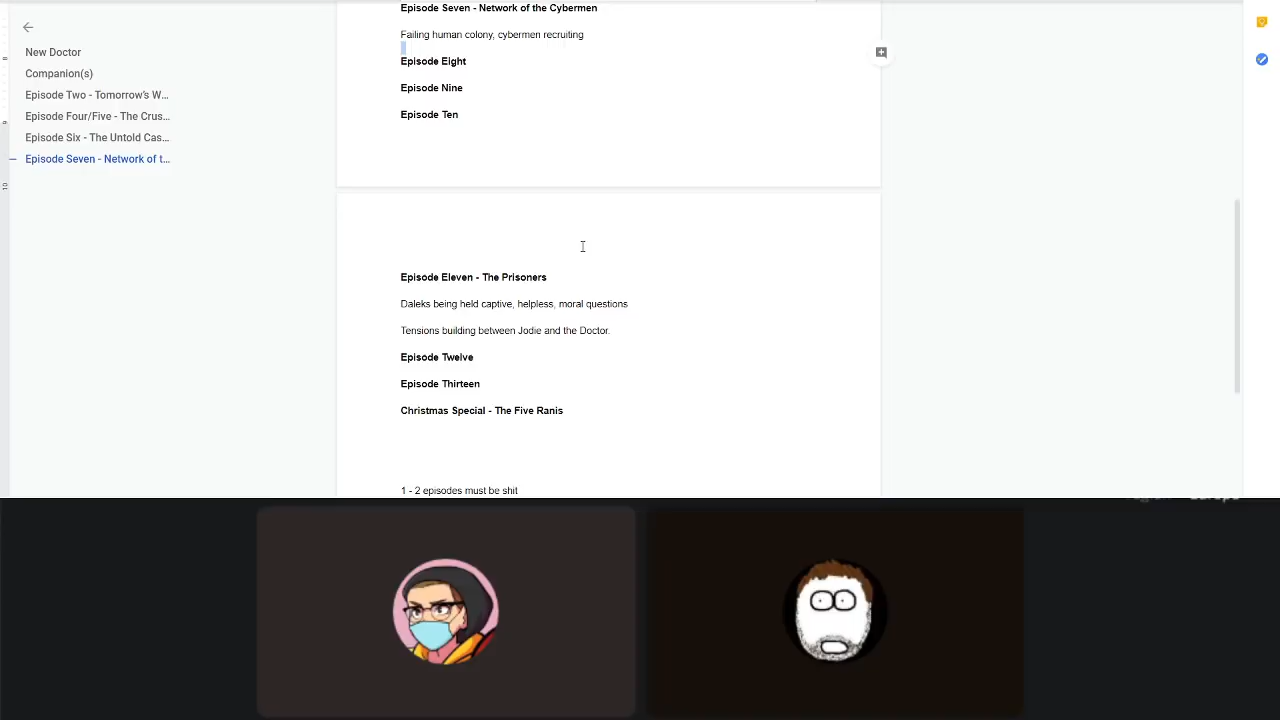 New Doctor
Companion(s)
Episode Two - Tomorrow's W...
Episode Four/Five - The Crus...
Episode Six - The Untold Cas...
Episode Seven - Network of t...
Episode Seven - Network of the Cybermen
Failing human colony, cybermen recruiting
Episode Eight
Episode Nine
Episode Ten
Episode Eleven - The Prisoners
Daleks being held captive, helpless, moral questions
Tensions building between Jodie and the Doctor.
Episode Twelve
Episode Thirteen
Christmas Special - The Five Ranis
1 - 2 episodes must be shit
8
9
10